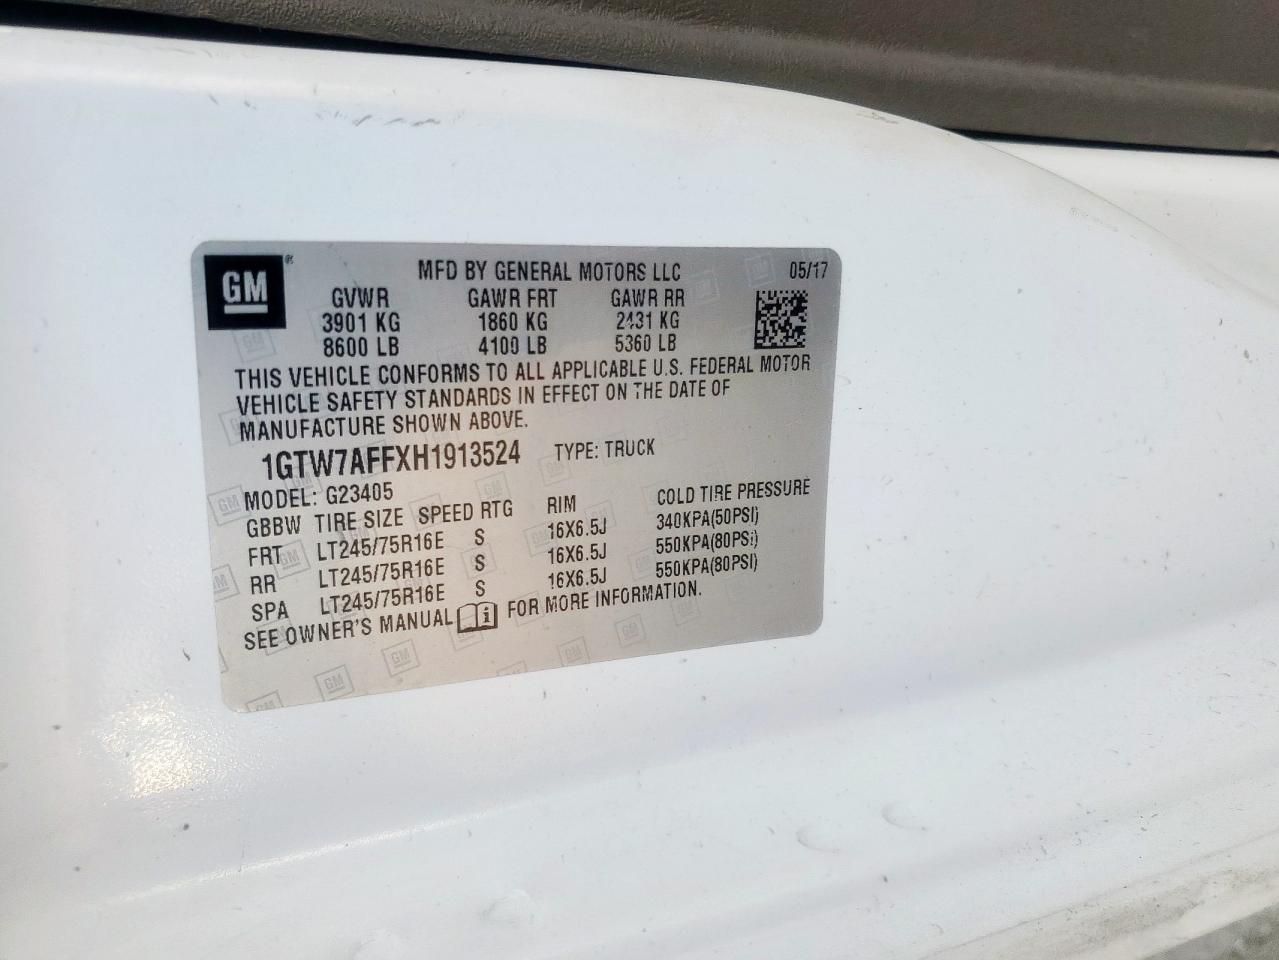 GM®
MFD BY GENERAL MOTORS LLC 05/17
GVWR GAWR FRT GAWR RR
3901 KG 1860 KG 2431 KG
8600 LB 4100 LB 5360 LB
THIS VEHICLE CONFORMS TO ALL APPLICABLE U.S. FEDERAL MOTOR
VEHICLE SAFETY STANDARDS IN EFFECT ON THE DATE OF
MANUFACTURE SHOWN ABOVE.
1GTW7AFFXH1913524 TYPE: TRUCK
MODEL: G23405
GBBW TIRE SIZE SPEED RTG RIM COLD TIRE PRESSURE
FRT LT245/75R16E S 16X6.5J 340KPA(50PSI)
RR LT245/75R16E S 16X6.5J 550KPA(80PSI)
SPA LT245/75R16E S 16X6.5J 550KPA(80PSI)
SEE OWNER'S MANUAL FOR MORE INFORMATION.